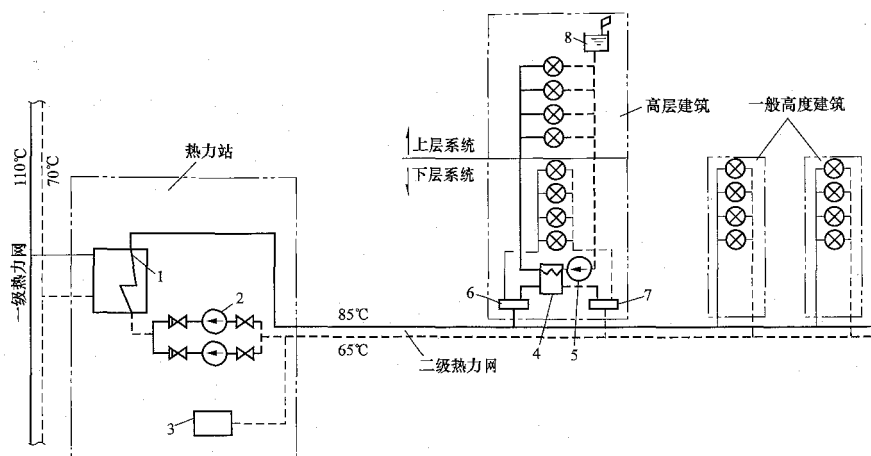 8
高层建筑
一般高度建筑
上层系统
下层系统
热力站
110℃
70℃
一级热力网
1
2
3
85℃
65℃
二级热力网
6
4
5
7